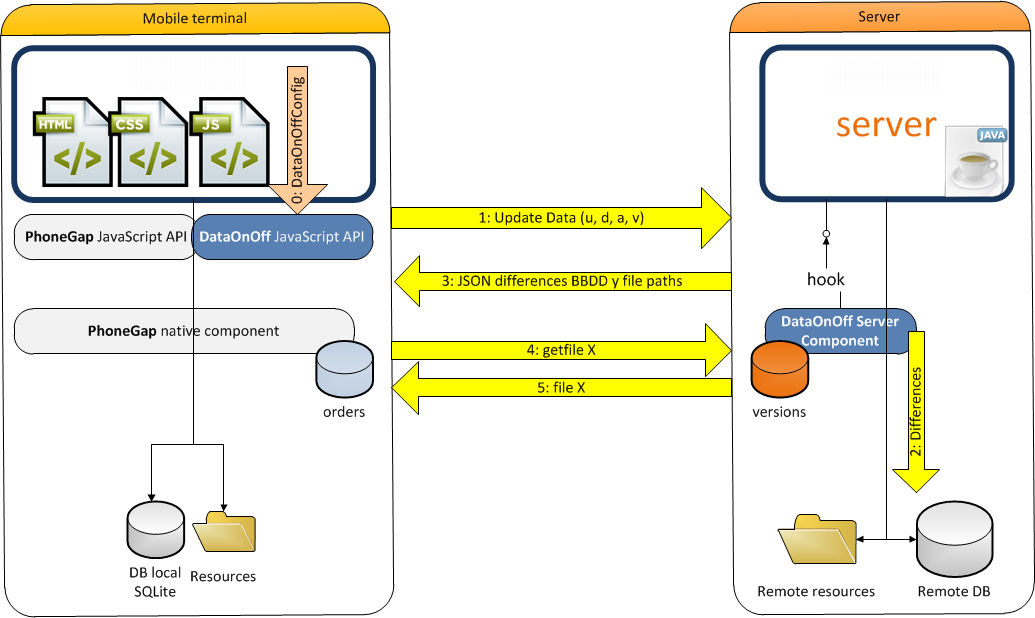 Mobile terminal
Server
HTML
CSS
JS
0: DataOnOffConfig
server
JAVA
PhoneGap JavaScript API
DataOnOff JavaScript API
1: Update Data (u, d, a, v)
3: JSON differences BBDD y file paths
hook
PhoneGap native component
DataOnOff Server
Component
4: getfile X
5: file X
orders
versions
2: Differences
DB local
SQLite
Resources
Remote resources
Remote DB